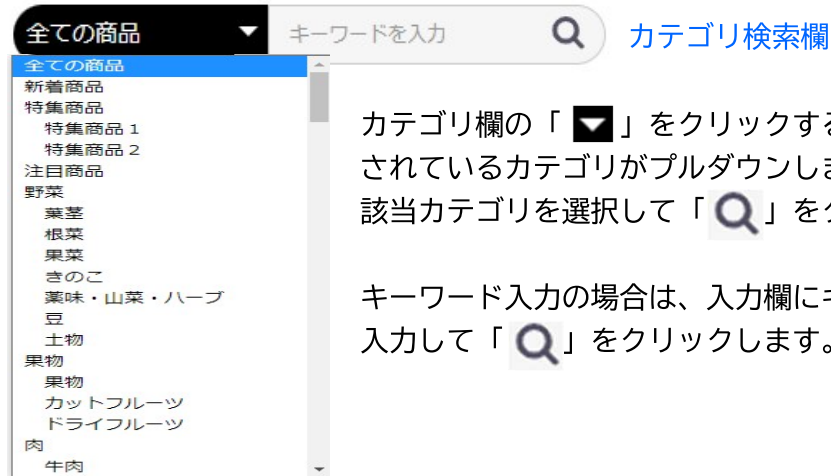 全ての商品
キーワードを入力
カテゴリ検索欄
全ての商品
新着商品
特集商品
特集商品 1
特集商品 2
注目商品
野菜
葉茎
根菜
果菜
きのこ
薬味・山菜・ハーブ
豆
土物
果物
果物
カットフルーツ
ドライフルーツ
肉
牛肉
カテゴリ欄の「 」をクリックする
されているカテゴリがプルダウンしま
該当カテゴリを選択して「 」をク
キーワード入力の場合は、入力欄にキ
入力して「 」をクリックします。